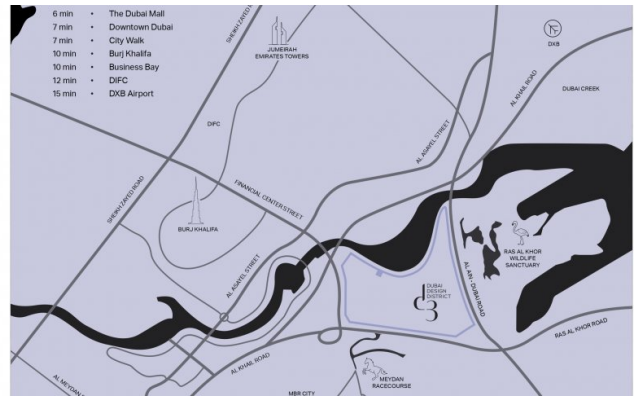 6 min • The Dubai Mall
7 min • Downtown Dubai
7 min • City Walk
10 min • Burj Khalifa
10 min • Business Bay
12 min • DIFC
15 min • DXB Airport
SHEIKH ZAYED
JUMEIRAH
EMIRATES TOWERS
DXB
AL KHAIL ROAD
DUBAI CREEK
DIFC
AL ASAYEL STREET
FINANCIAL CENTER STREET
SHEIKH ZAYED ROAD
BURJ KHALIFA
RAS AL KHOR
WILDLIFE
SANCTUARY
AL ASAYEL STREET
AL AIN - DUBAI ROAD
DUBAI
DESIGN
DISTRICT
d3
RAS AL KHOR ROAD
AL KHAIL ROAD
MEYDAN
RACECOURSE
AL MEYDAN
MBR CITY